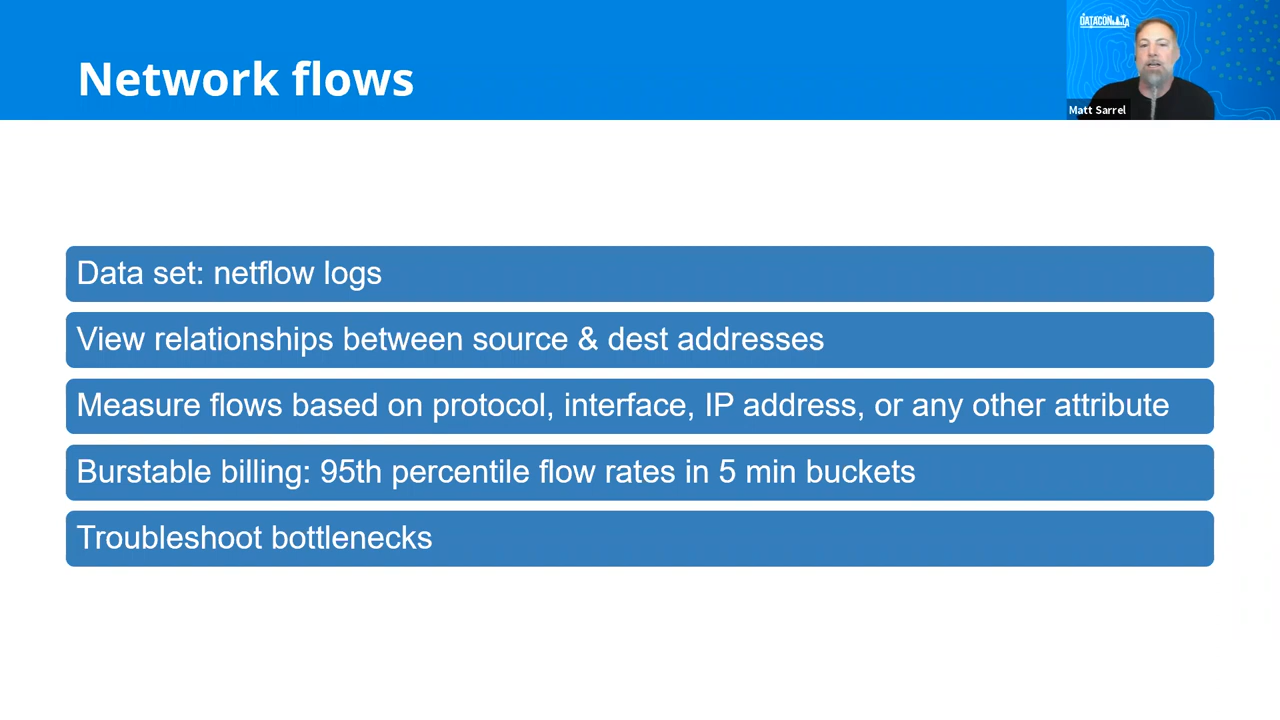 Network flows
DATACONLA
Matt Sarrel
Data set: netflow logs
View relationships between source & dest addresses
Measure flows based on protocol, interface, IP address, or any other attribute
Burstable billing: 95th percentile flow rates in 5 min buckets
Troubleshoot bottlenecks